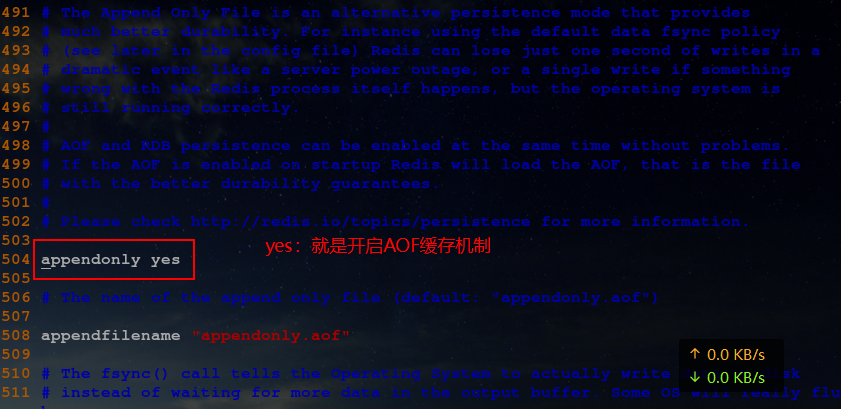 491 # The Append Only File is an alternative persistence mode that provides
492 # much better durability. For instance using the default data fsync policy
493 # (see later in the config file) Redis can lose just one second of writes in a
494 # dramatic event like a server power outage, or a single write if something
495 # wrong with the Redis process itself happens, but the operating system is
496 # still running correctly.
497 #
498 # AOF and RDB persistence can be enabled at the same time without problems.
499 # If the AOF is enabled on startup Redis will load the AOF, that is the file
500 # with the better durability guarantees.
501 #
502 # Please check http://redis.io/topics/persistence for more information.
503
504 appendonly yes
yes：就是开启AOF缓存机制
505
506 # The name of the append only file (default: "appendonly.aof")
507
508 appendfilename "appendonly.aof"
509
510 # The fsync() call tells the Operating System to actually write
511 # instead of waiting for more data in the output buffer. Some OS will really flu
↑ 0.0 KB/s
↓ 0.0 KB/s